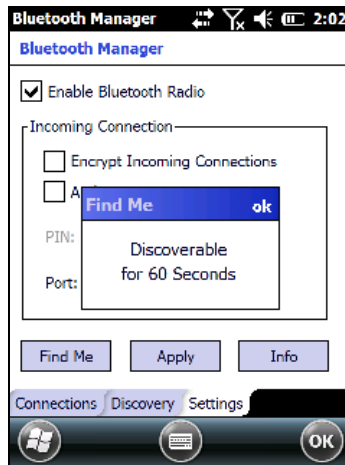 Bluetooth Manager 2:02
Bluetooth Manager
Enable Bluetooth Radio
Incoming Connection
Encrypt Incoming Connections
Find Me ok
PIN:
Discoverable
for 60 Seconds
Port:
Find Me Apply Info
Connections Discovery Settings
OK